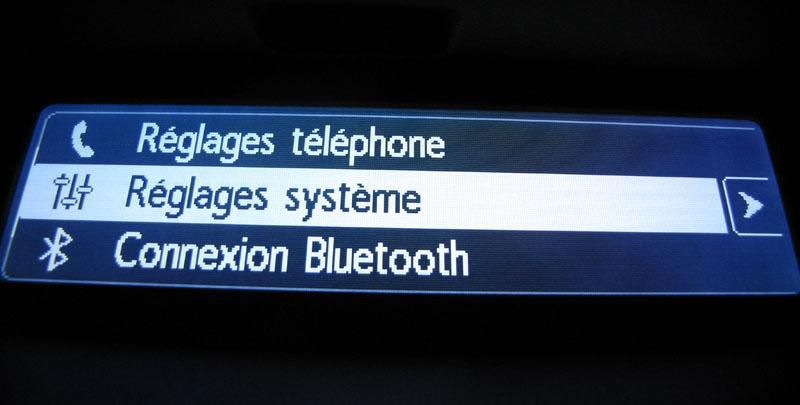 Réglages téléphone
Réglages système
Connexion Bluetooth